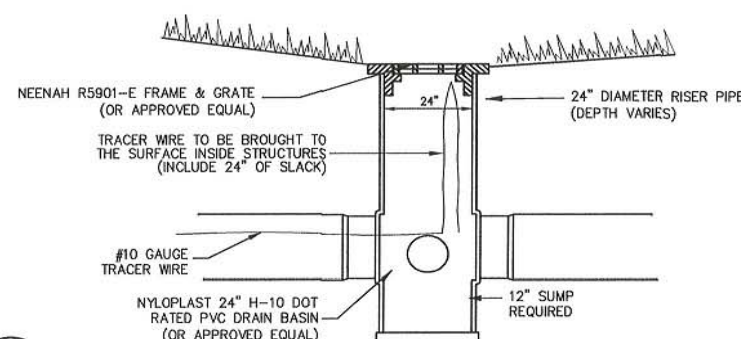 NEENAH R5901-E FRAME & GRATE
(OR APPROVED EQUAL)
24"
24" DIAMETER RISER PIPE
(DEPTH VARIES)
TRACER WIRE TO BE BROUGHT TO
THE SURFACE INSIDE STRUCTURES
(INCLUDE 24" OF SLACK)
#10 GAUGE
TRACER WIRE
NYLOPLAST 24" H-10 DOT
RATED PVC DRAIN BASIN
(OR APPROVED EQUAL)
12" SUMP
REQUIRED